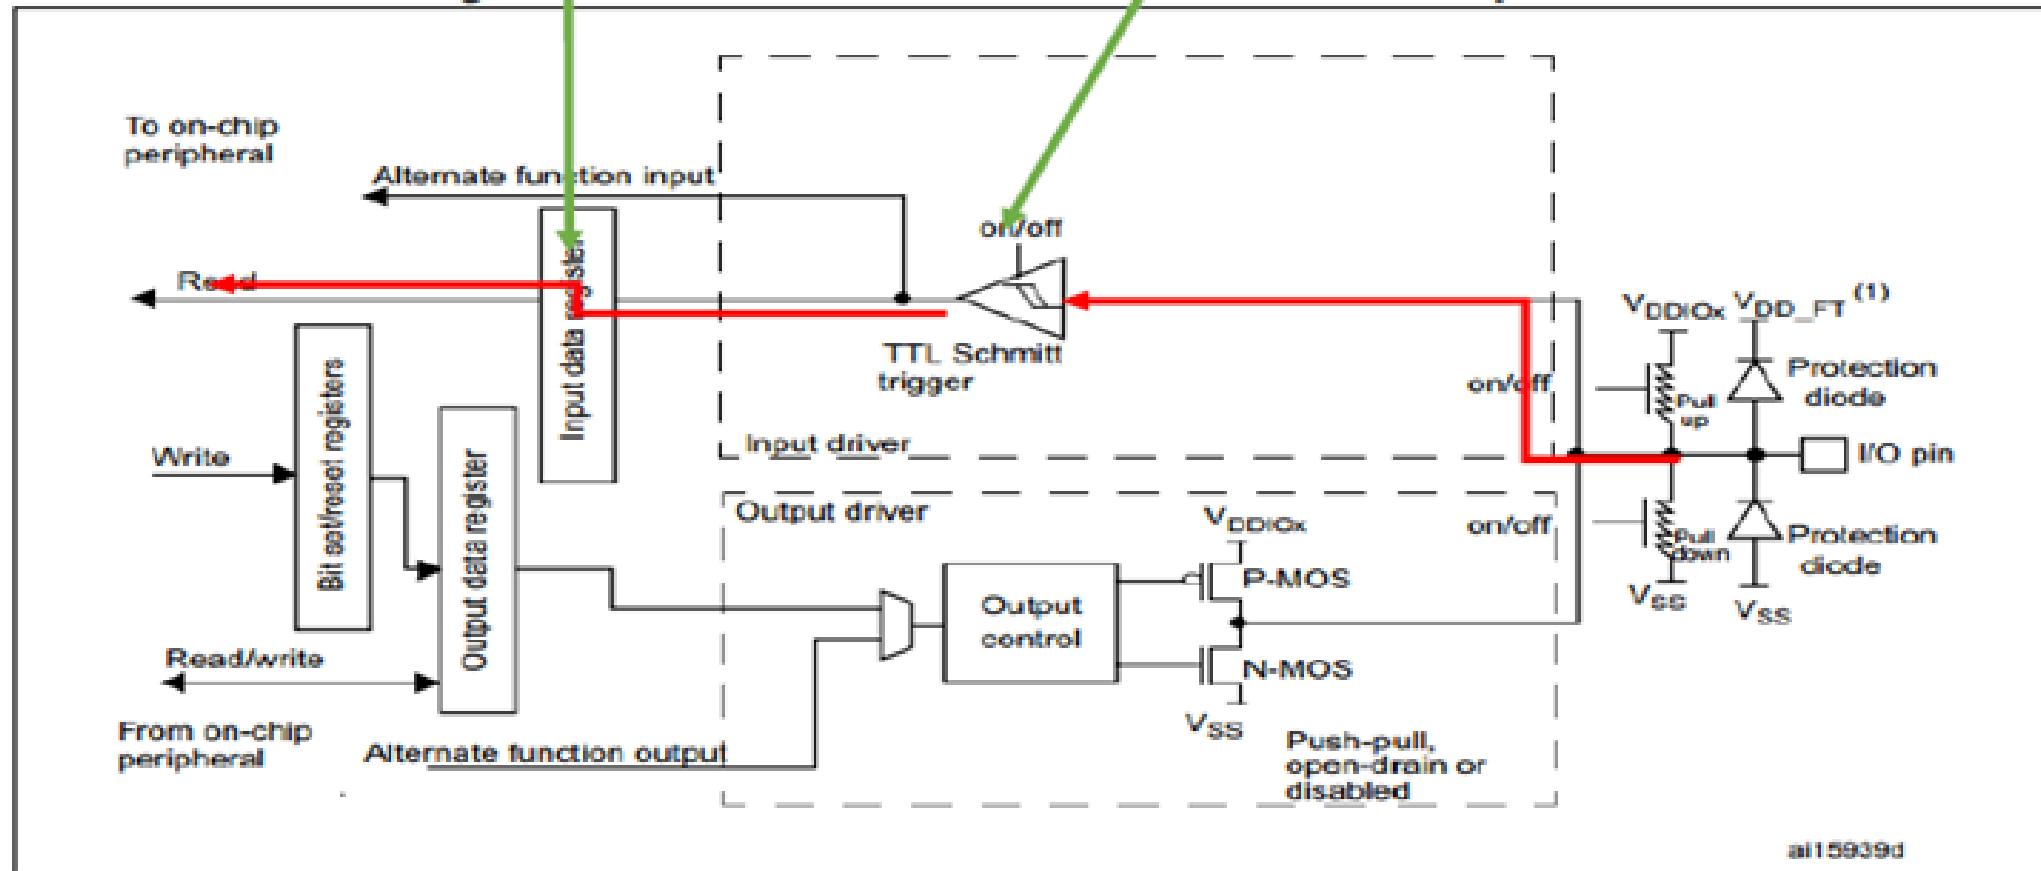 To on-chip
peripheral
Alternate function input
on/off
Read
Input data register
TTL Schmitt
trigger
Input driver
VDDIOx VDD_FT (1)
on/off
Pull
up
Protection
diode
I/O pin
Write
Bit set/reset registers
Output data register
Output driver
VDDIOx
on/off
Pull
down
Protection
diode
VSS
VSS
P-MOS
Output
control
N-MOS
VSS
Read/write
From on-chip
peripheral
Alternate function output
Push-pull,
open-drain or
disabled
ai15939d